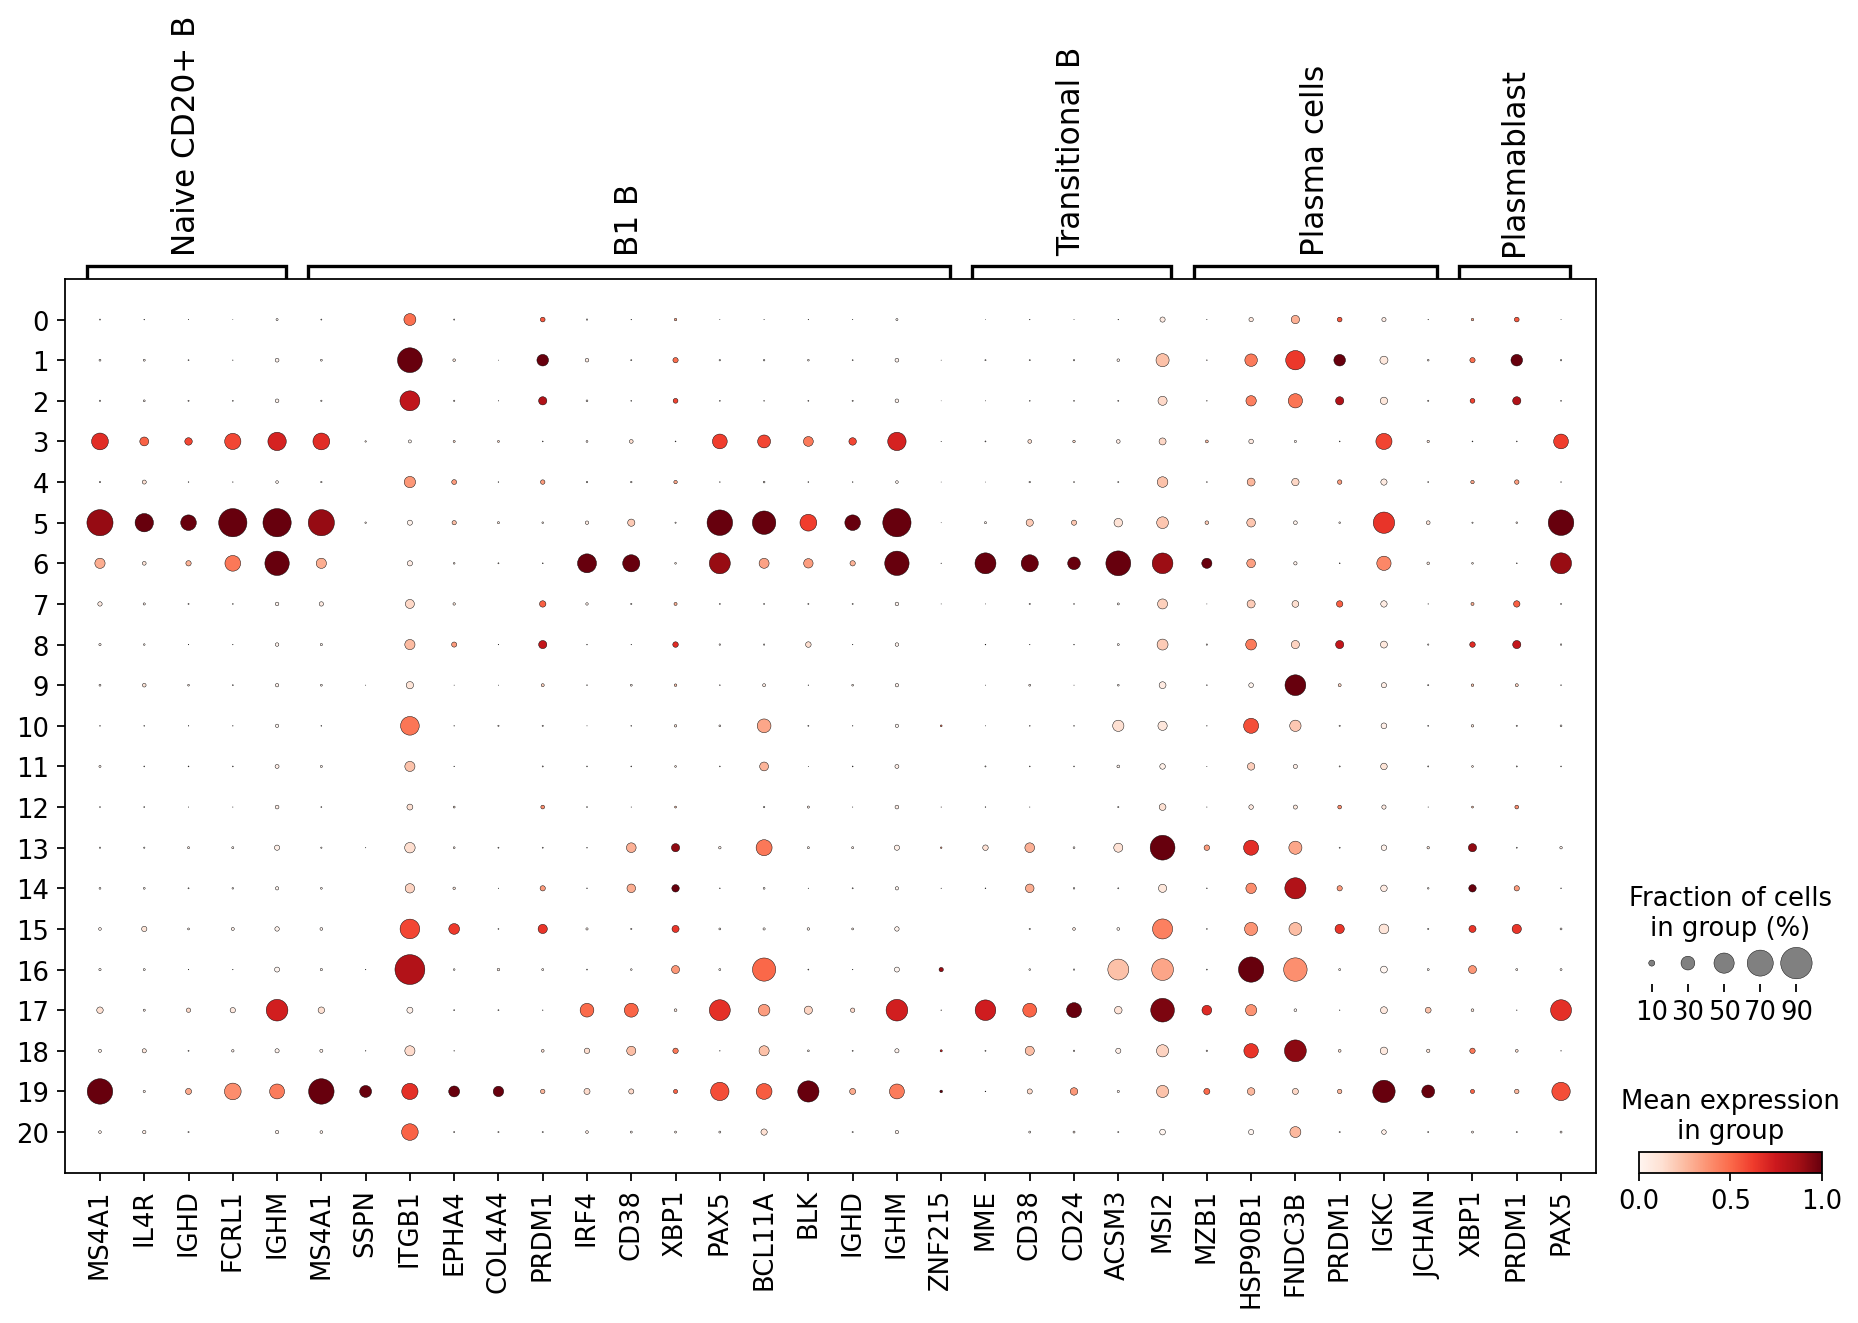 Naive CD20+ B
B1 B
Transitional B
Plasma cells
Plasmablast
0
1
2
3
4
5
6
7
8
9
10
11
12
13
14
15
16
17
18
19
20
MS4A1
IL4R
IGHD
FCRL1
IGHM
MS4A1
SSPN
ITGB1
EPHA4
COL4A4
PRDM1
IRF4
CD38
XBP1
PAX5
BCL11A
BLK
IGHD
IGHM
ZNF215
MME
CD38
CD24
ACSM3
MSI2
MZB1
HSP90B1
FNDC3B
PRDM1
IGKC
JCHAIN
XBP1
PRDM1
PAX5
Fraction of cells
in group (%)
10 30 50 70 90
Mean expression
in group
0.0 0.5 1.0